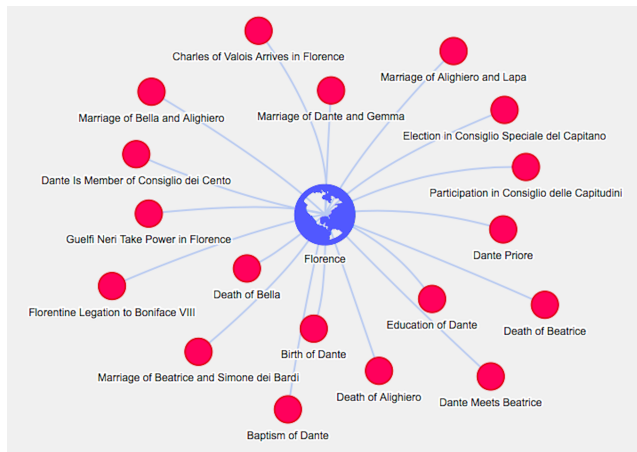 Charles of Valois Arrives in Florence
Marriage of Alighiero and Lapa
Marriage of Bella and Alighiero
Marriage of Dante and Gemma
Election in Consiglio Speciale del Capitano
Dante Is Member of Consiglio dei Cento
Participation in Consiglio delle Capitudini
Guelfi Neri Take Power in Florence
Dante Priore
Florence
Death of Bella
Florentine Legation to Boniface VIII
Education of Dante
Death of Beatrice
Birth of Dante
Marriage of Beatrice and Simone dei Bardi
Death of Alighiero
Dante Meets Beatrice
Baptism of Dante